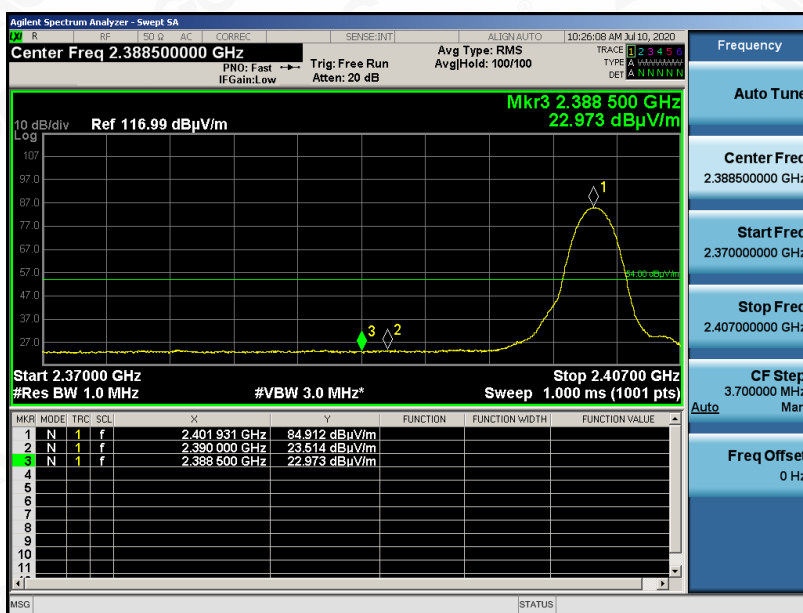 Agilent Spectrum Analyzer - Swept SA
LXI R RF 50 Ω AC CORREC SENSE:INT ALIGN AUTO 10:26:08 AM Jul 10, 2020
Center Freq 2.388500000 GHz
PNO: Fast
IFGain:Low
Trig: Free Run
Atten: 20 dB
Avg Type: RMS
Avg|Hold: 100/100
TRACE 1 2 3 4 5 6
TYPE A WWWWW
DET A N N N N N
Mkr3 2.388 500 GHz
22.973 dBµV/m
10 dB/div Ref 116.99 dBµV/m
Log
107
97.0
87.0
77.0
67.0
57.0
54.00 dBµV/m
47.0
37.0
27.0
1
3
2
Start 2.37000 GHz Stop 2.40700 GHz
#Res BW 1.0 MHz #VBW 3.0 MHz* Sweep 1.000 ms (1001 pts)
MKR MODE TRC SCL X Y FUNCTION FUNCTION WIDTH FUNCTION VALUE
1 N 1 f 2.401 931 GHz 84.912 dBµV/m
2 N 1 f 2.390 000 GHz 23.514 dBµV/m
3 N 1 f 2.388 500 GHz 22.973 dBµV/m
4
5
6
7
8
9
10
11
MSG STATUS
Frequency
Auto Tune
Center Freq
2.388500000 GHz
Start Freq
2.370000000 GHz
Stop Freq
2.407000000 GHz
CF Step
3.700000 MHz
Auto Man
Freq Offset
0 Hz